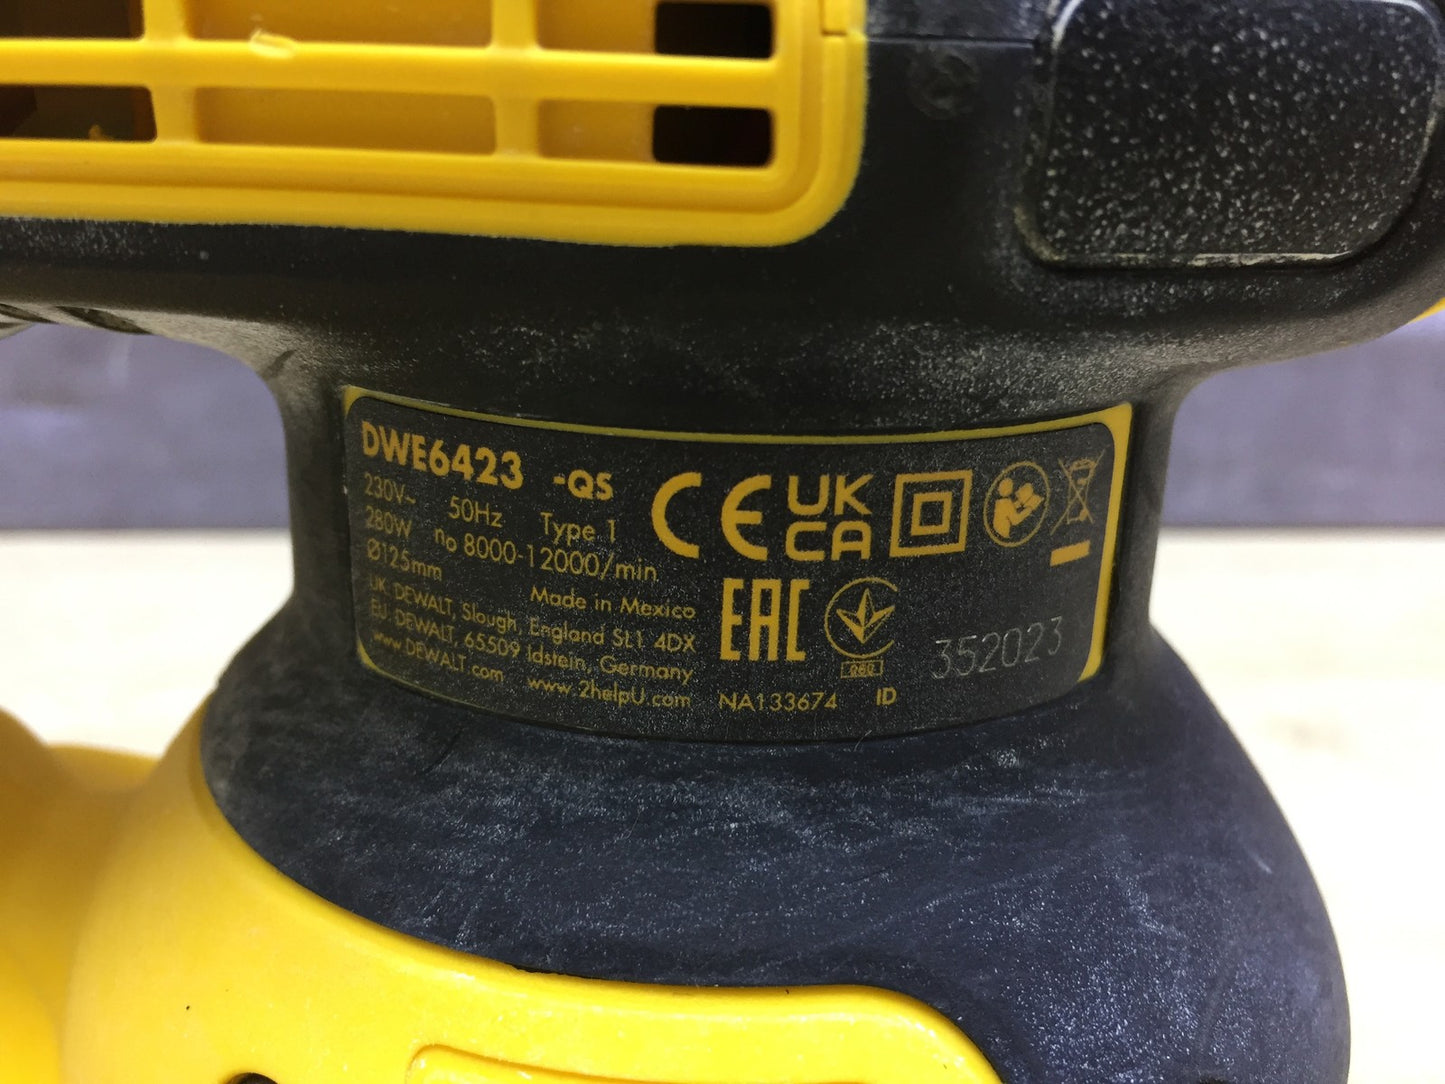 DWE6423 -QS
230V~ 50Hz Type 1
280W no 8000-12000/min
Ø125mm Made in Mexico
UK: DEWALT, Slough, England SL1 4DX
EU: DEWALT, 65509 Idstein, Germany
www.DEWALT.com www.2helpU.com
CE UK
CA
EAC
NA133674 ID 352023